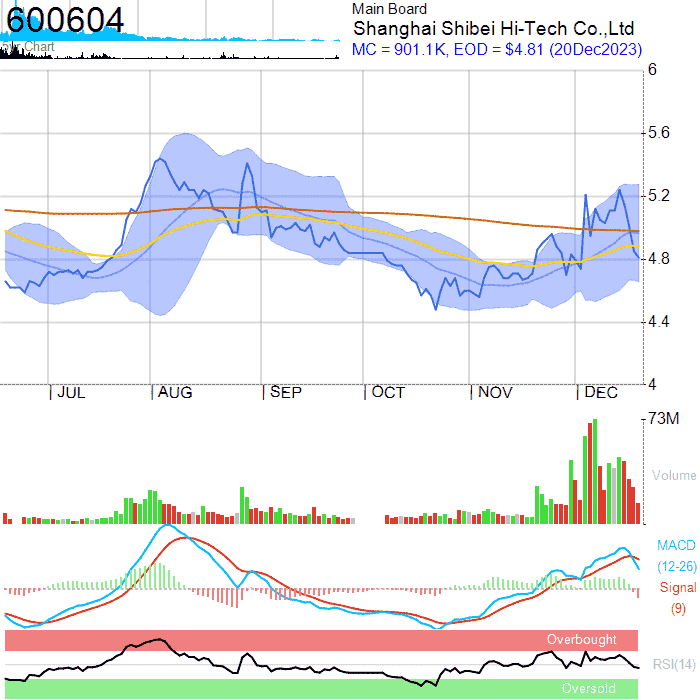 600604
5yr Chart
Main Board
Shanghai Shibei Hi-Tech Co.,Ltd
MC = 901.1K, EOD = $4.81 (20Dec2023)
6
5.6
5.2
4.8
4.4
4
JUL AUG SEP OCT NOV DEC
73M
Volume
MACD
(12-26)
Signal
(9)
Overbought
RSI(14)
Oversold